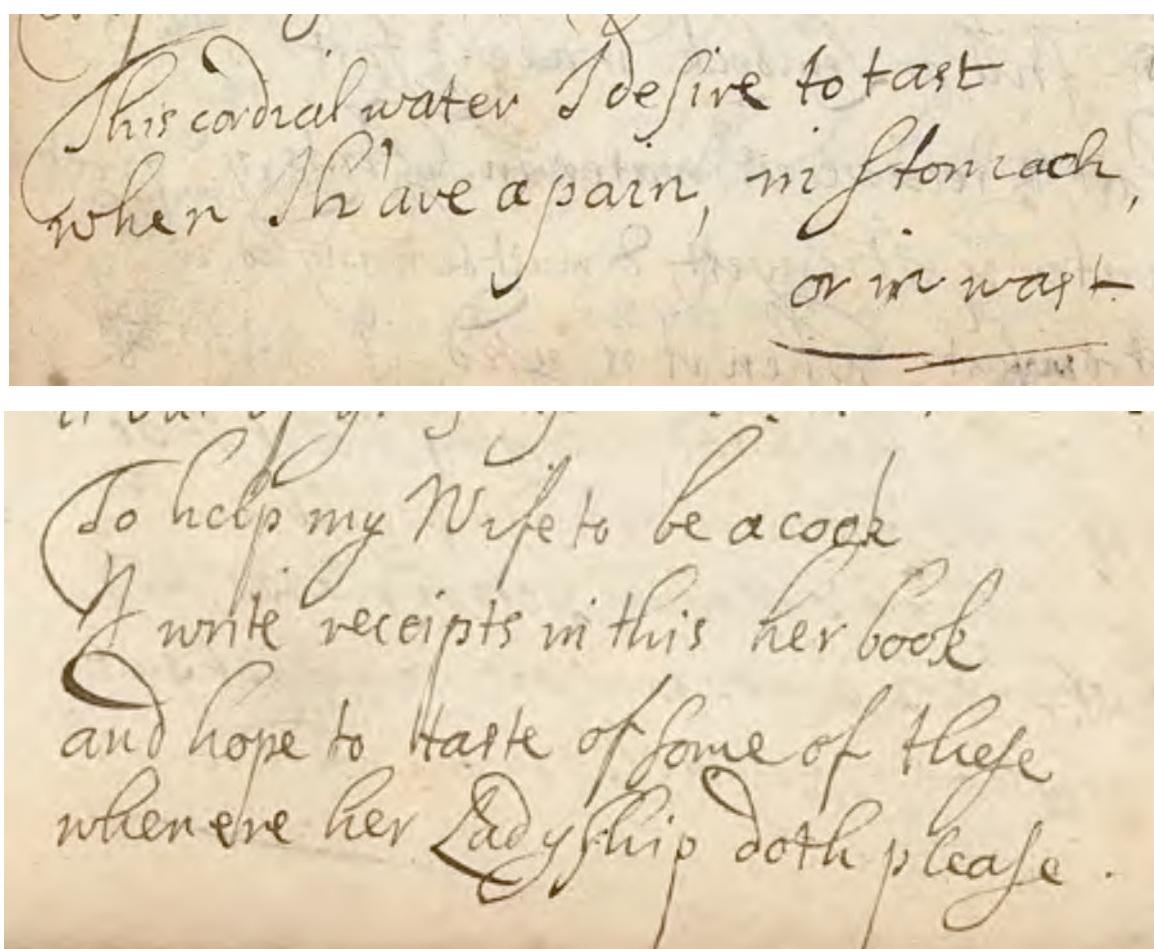 This cordial water I desire to tast
when I have a pain, in stomach,
or in wast
To help my Wife to be a cook
I write receipts in this her book
and hope to taste of some of these
when ere her Ladyship doth please.